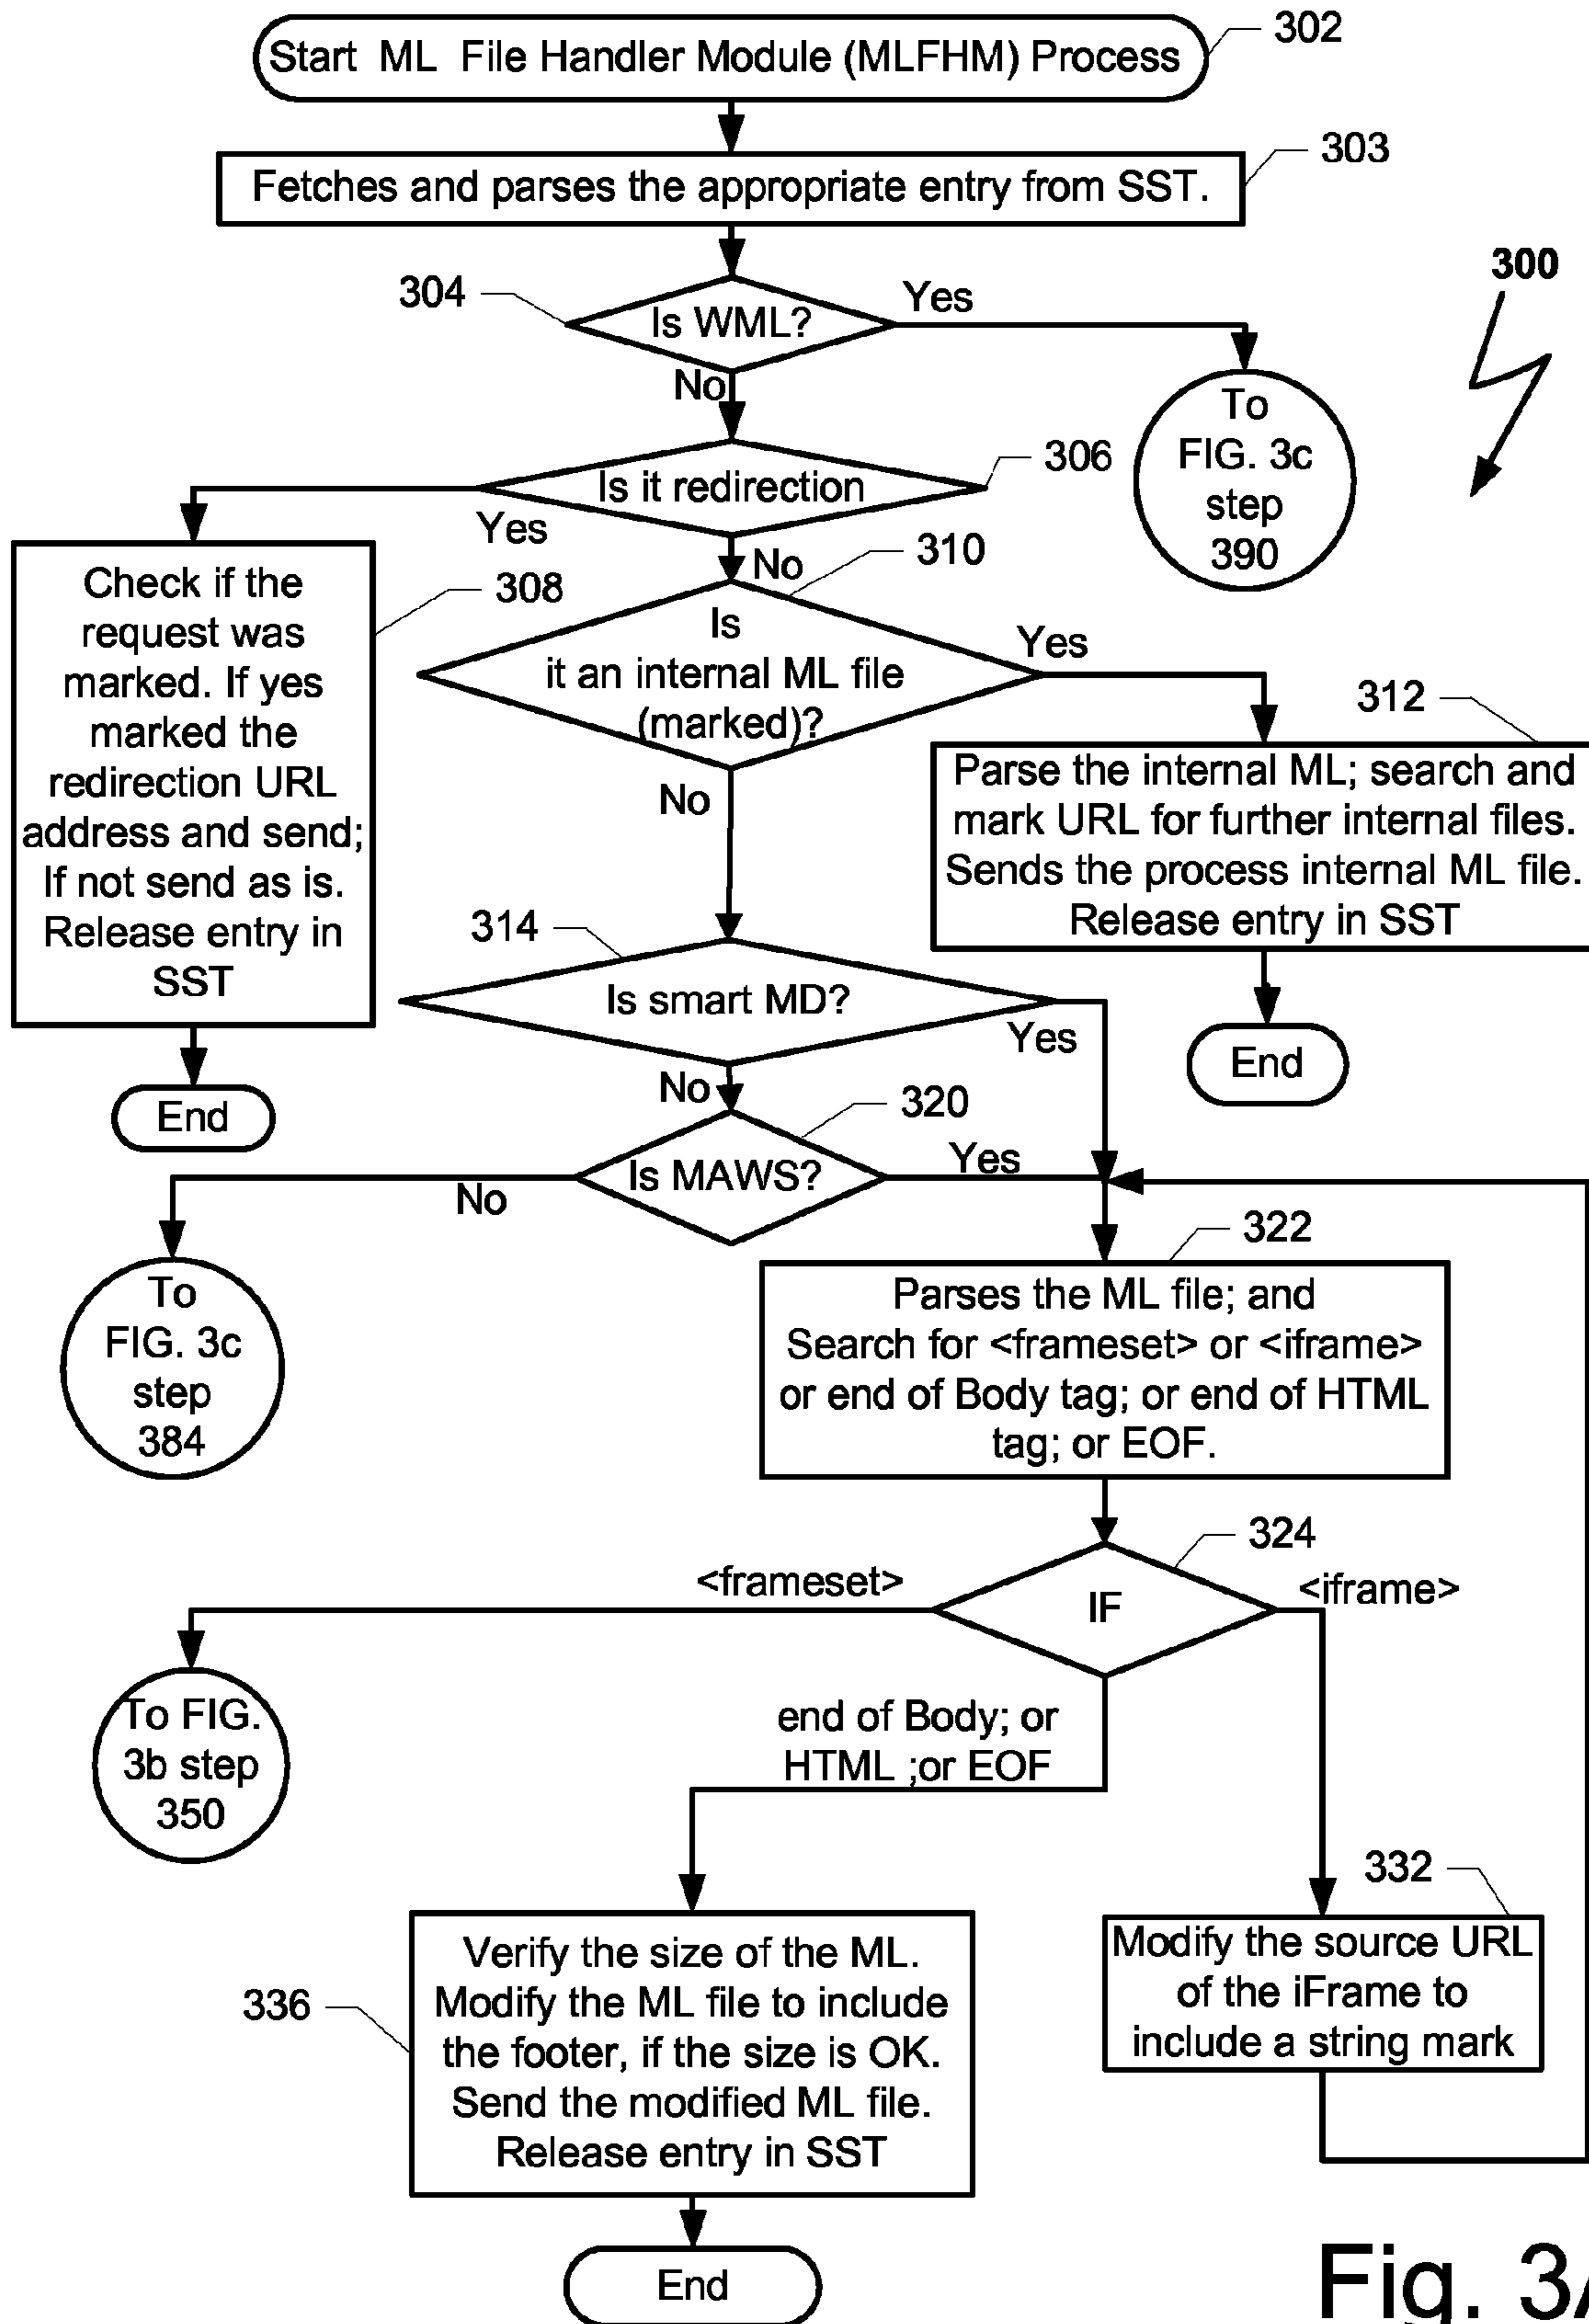 Start ML File Handler Module (MLFHM) Process
302
303
Fetches and parses the appropriate entry from SST.
300
304
Is WML?
Yes
No
To
FIG. 3c
step
390
306
Is it redirection
Yes
No
310
Check if the
request was
marked. If yes
marked the
redirection URL
address and send;
If not send as is.
Release entry in
SST
308
End
Is
it an internal ML file
(marked)?
Yes
No
312
Parse the internal ML; search and
mark URL for further internal files.
Sends the process internal ML file.
Release entry in SST
End
314
Is smart MD?
Yes
No
320
Is MAWS?
Yes
No
To
FIG. 3c
step
384
322
Parses the ML file; and
Search for <frameset> or <iframe>
or end of Body tag; or end of HTML
tag; or EOF.
324
IF
<frameset>
<iframe>
To FIG.
3b step
350
end of Body; or
HTML ;or EOF
332
Modify the source URL
of the iFrame to
include a string mark
336
Verify the size of the ML.
Modify the ML file to include
the footer, if the size is OK.
Send the modified ML file.
Release entry in SST
End
Fig. 3